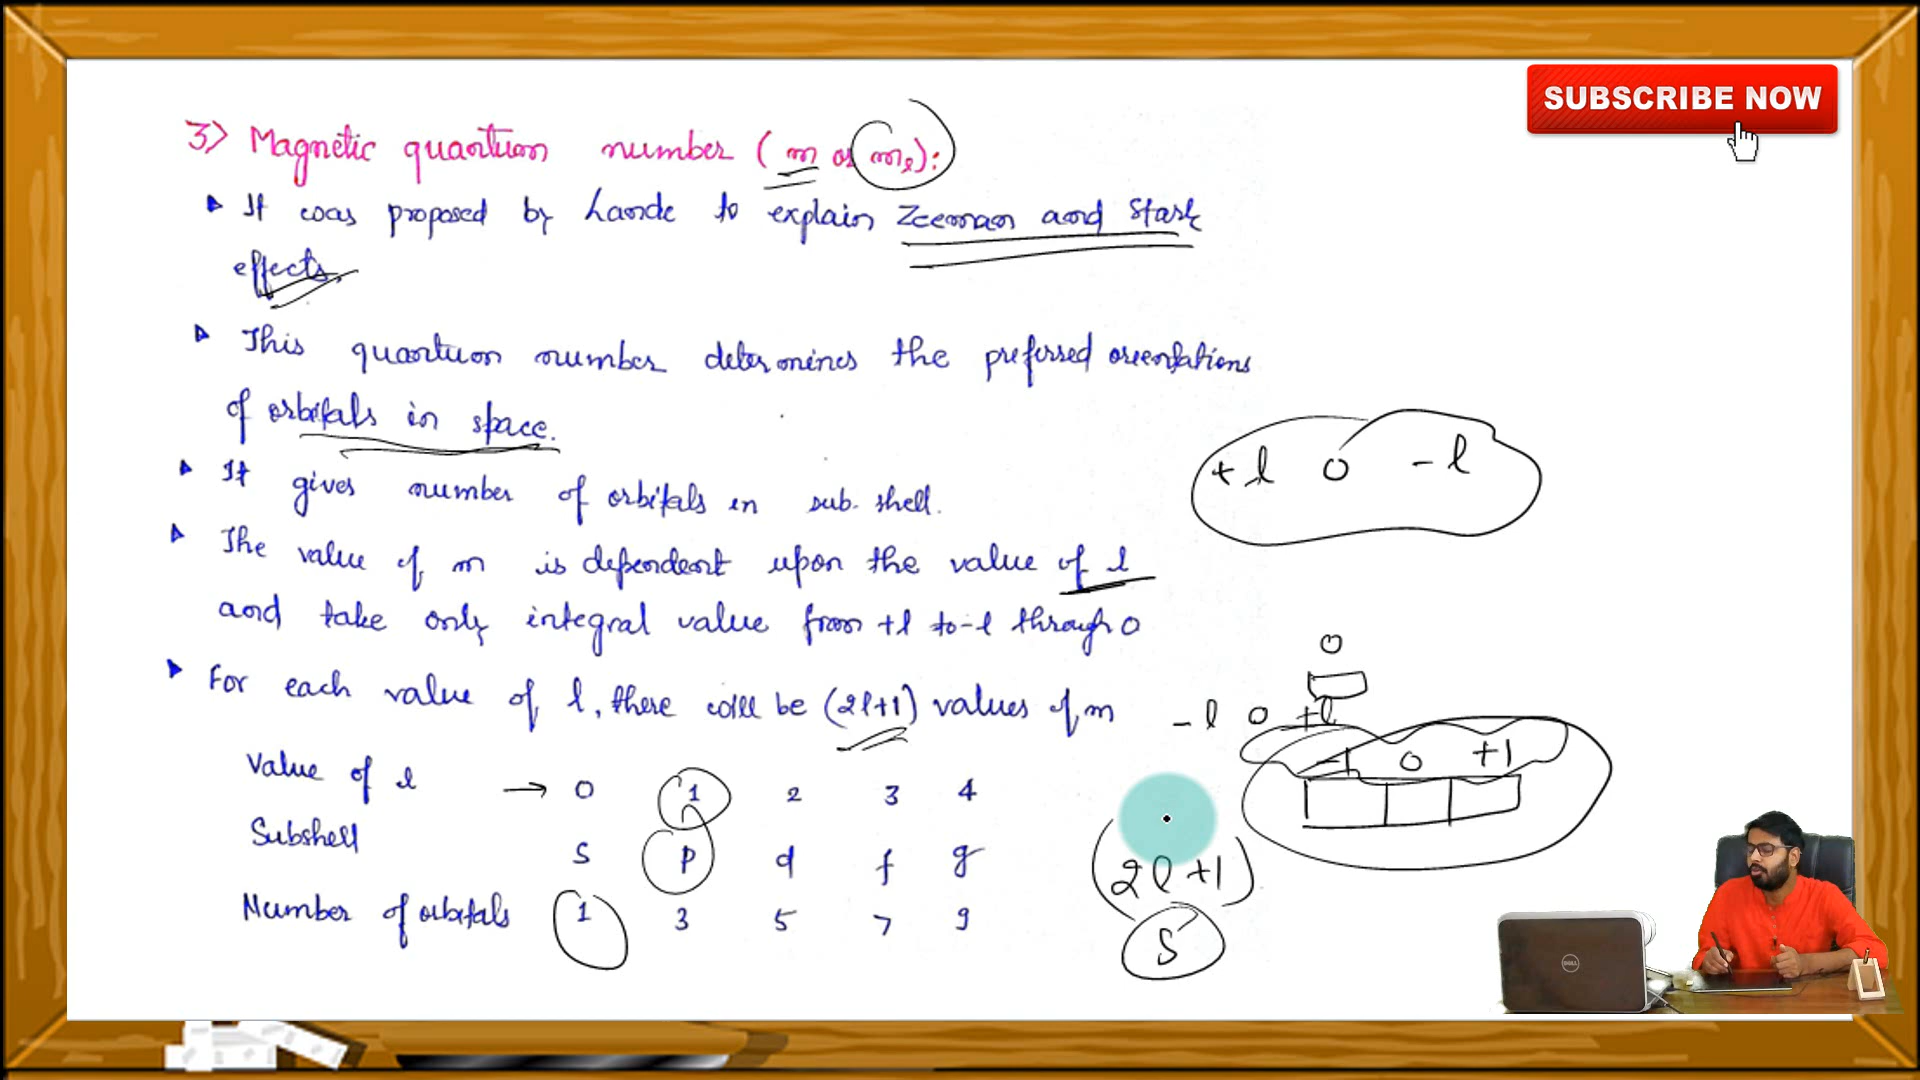 SUBSCRIBE NOW
3) Magnetic quantum number (m or mₗ):
It was proposed by Lande to explain Zeeman and Stark
effects.
This quantum number determines the preferred orientations
of orbitals in space.
It gives number of orbitals in sub-shell.
+l 0 -l
The value of m is dependent upon the value of l
and take only integral value from +l to -l through 0
0
For each value of l, there will be (2l+1) values of m
-l 0 +l
-1 0 +1
Value of l → 0 1 2 3 4
Subshell s p d f g
(2l+1)
Number of orbitals 1 3 5 7 9
S
DELL